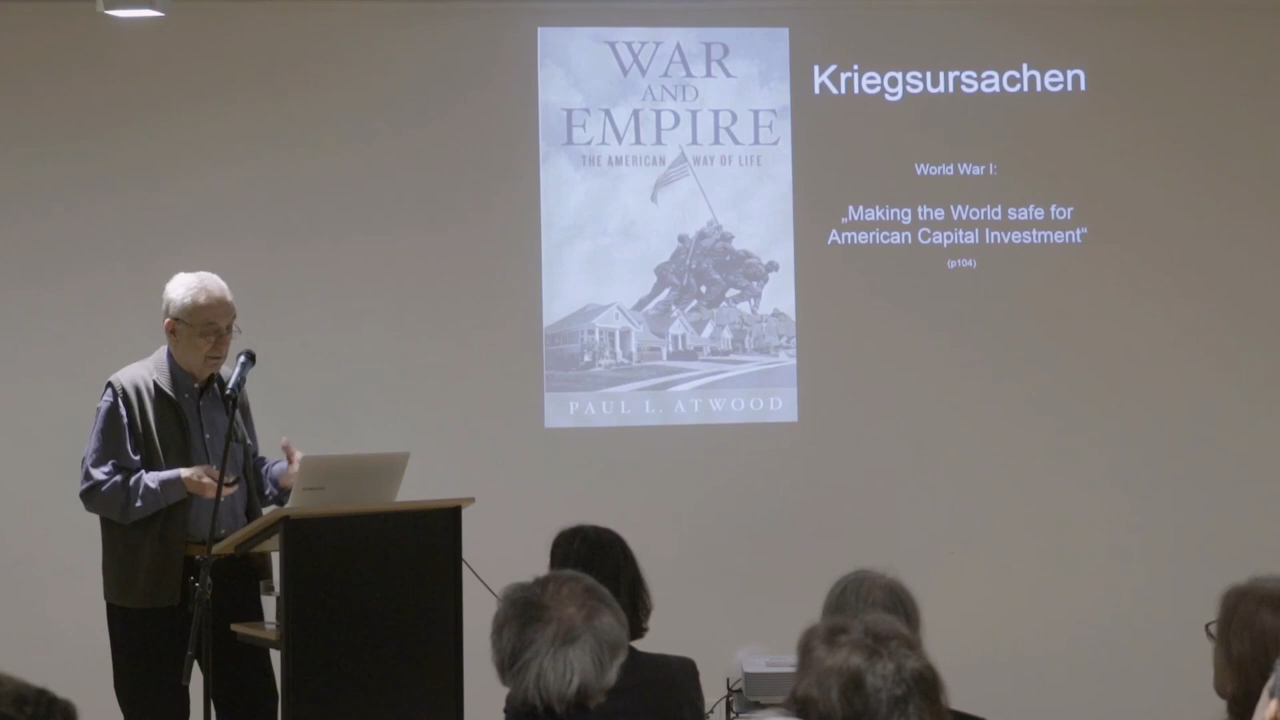 WAR
AND
EMPIRE
THE AMERICAN WAY OF LIFE
PAUL L. ATWOOD
Kriegsursachen
World War I:
„Making the World safe for
American Capital Investment“
(p104)
SAMSUNG